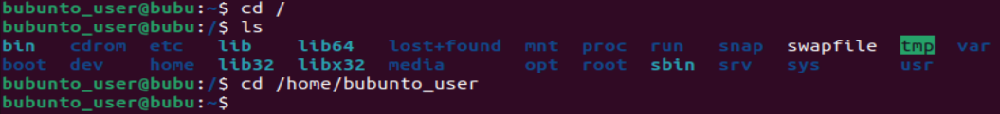 bubunto_user@bubu:~$ cd /
bubunto_user@bubu:/$ ls
bin cdrom etc lib lib64 lost+found mnt proc run snap swapfile tmp var
boot dev home lib32 libx32 media opt root sbin srv sys usr
bubunto_user@bubu:/$ cd /home/bubunto_user
bubunto_user@bubu:~$